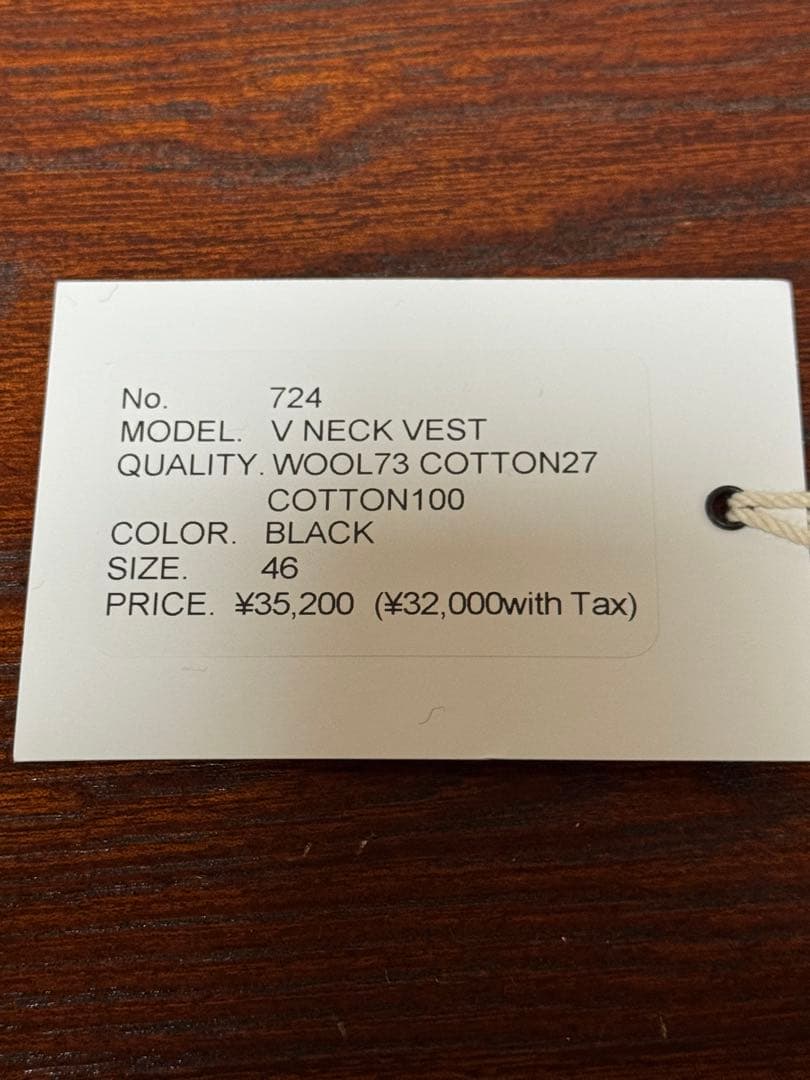 No. 724
MODEL. V NECK VEST
QUALITY. WOOL73 COTTON27
COTTON100
COLOR. BLACK
SIZE. 46
PRICE. ¥35,200 (¥32,000with Tax)